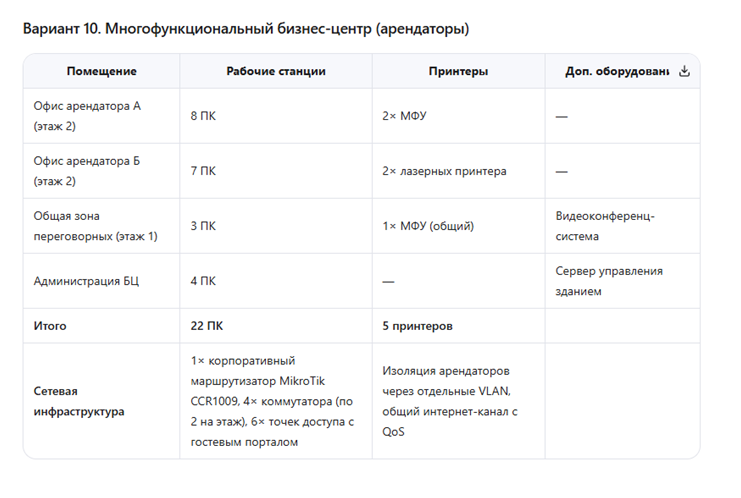 Вариант 10. Многофункциональный бизнес-центр (арендаторы)
Помещение
Рабочие станции
Принтеры
Доп. оборудовани
Офис арендатора А
(этаж 2)
8 ПК
2× МФУ
—
Офис арендатора Б
(этаж 2)
7 ПК
2× лазерных принтера
—
Общая зона
переговорных (этаж 1)
3 ПК
1× МФУ (общий)
Видеоконференц-
система
Администрация БЦ
4 ПК
—
Сервер управления
зданием
Итого
22 ПК
5 принтеров
Сетевая
инфраструктура
1× корпоративный
маршрутизатор MikroTik
CCR1009, 4× коммутатора (по
2 на этаж), 6× точек доступа с
гостевым порталом
Изоляция арендаторов
через отдельные VLAN,
общий интернет-канал с
QoS